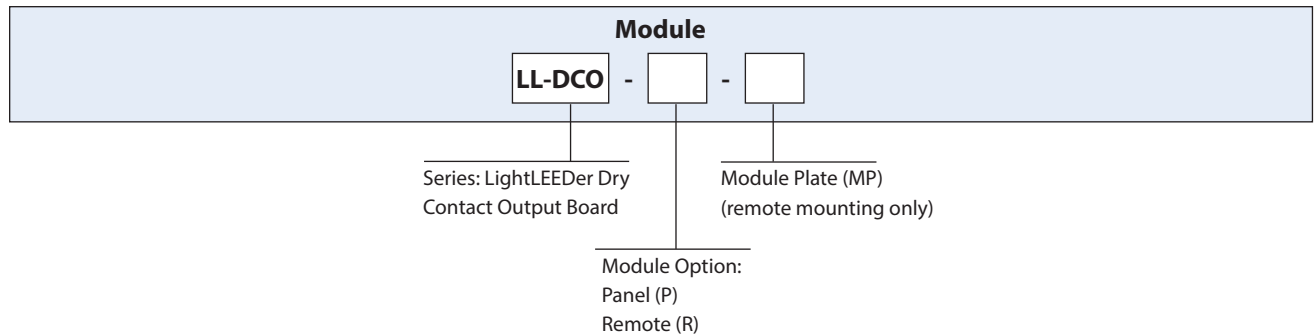 Module
LL-DCO - -
Series: LightLEEDer Dry
Contact Output Board
Module Plate (MP)
(remote mounting only)
Module Option:
Panel (P)
Remote (R)